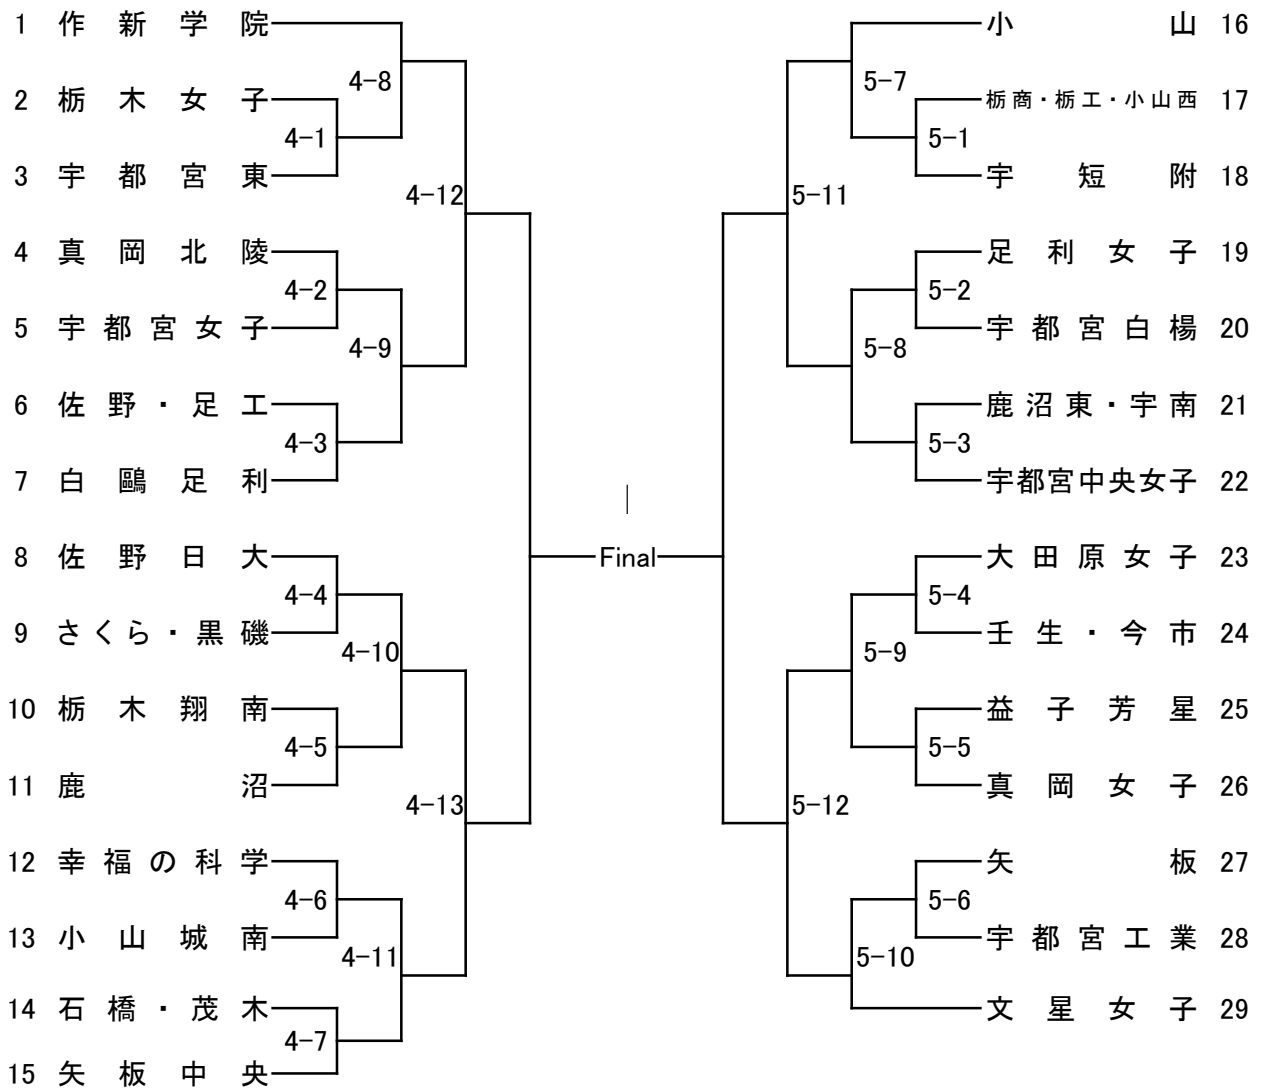 1 作新学院
4-8
2 栃木女子
4-1
3 宇都宮東
4-12
4 真岡北陵
4-2
5 宇都宮女子
4-9
6 佐野・足工
4-3
7 白鷗足利
8 佐野日大
4-4
9 さくら・黒磯
4-10
10 栃木翔南
4-5
11 鹿沼
4-13
12 幸福の科学
4-6
13 小山城南
4-11
14 石橋・茂木
4-7
15 矢板中央
Final
小山 16
5-7
栃商・栃工・小山西 17
5-1
宇短附 18
5-11
足利女子 19
5-2
宇都宮白楊 20
5-8
鹿沼東・宇南 21
5-3
宇都宮中央女子 22
大田原女子 23
5-4
壬生・今市 24
5-9
益子芳星 25
5-5
真岡女子 26
5-12
矢板 27
5-6
宇都宮工業 28
5-10
文星女子 29